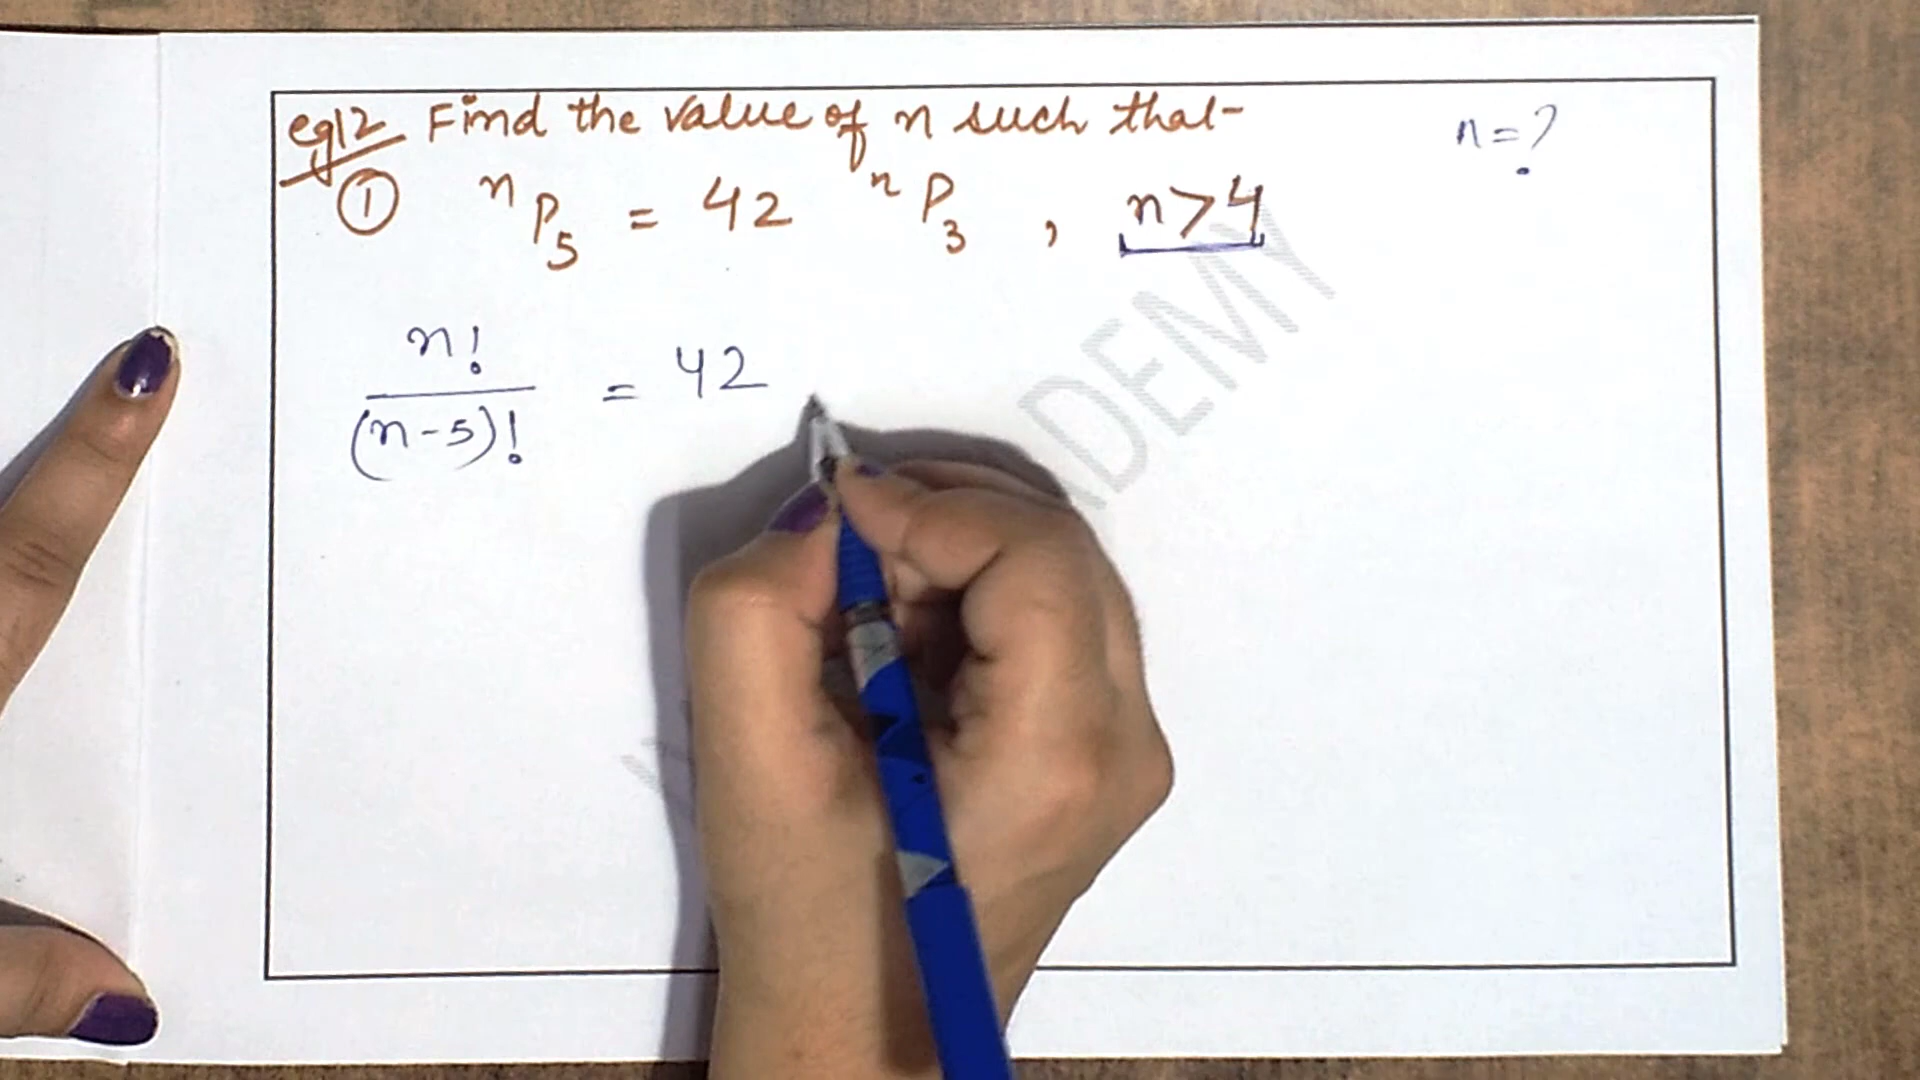 eg12 Find the value of n such that- n = ?
① ⁿP₅ = 42 ⁿP₃ , n>4
n!/(n-5)! = 42